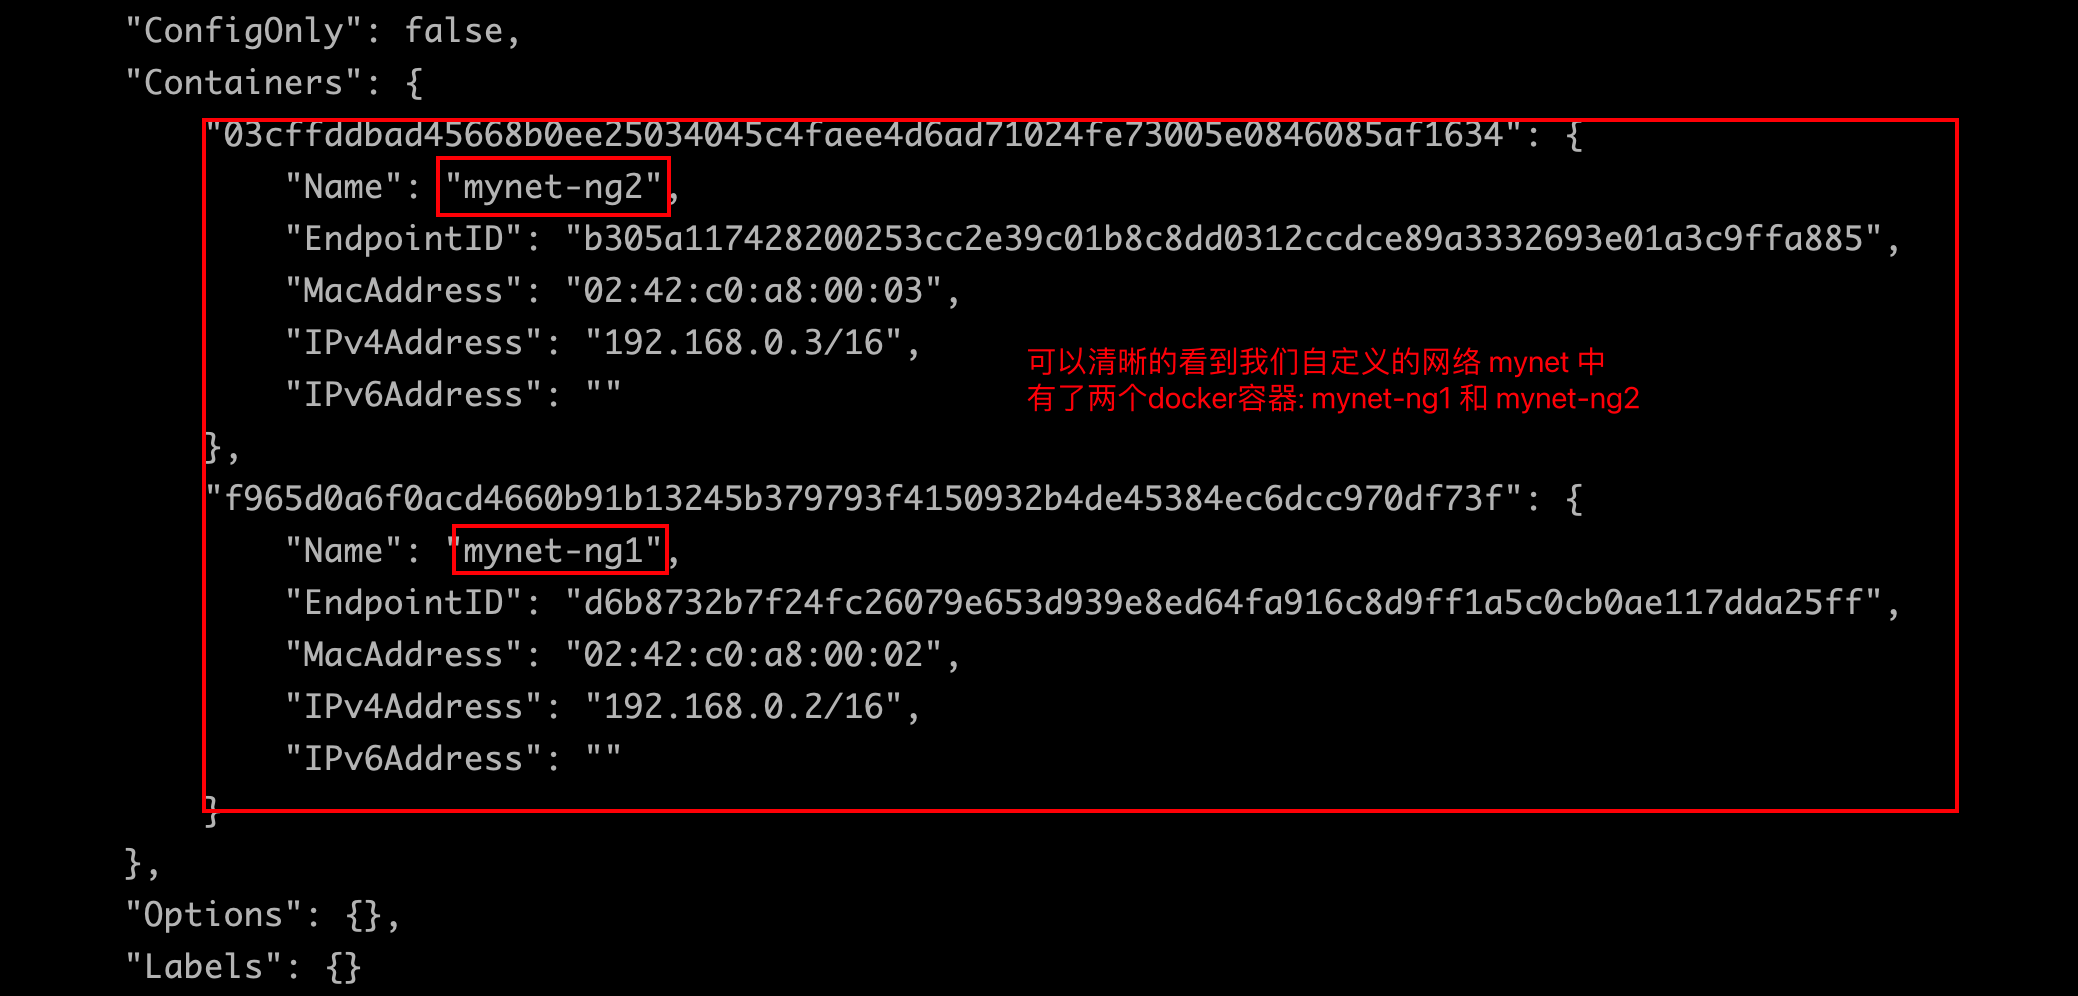 "ConfigOnly": false,
"Containers": {
"03cffddbad45668b0ee25034045c4faee4d6ad71024fe73005e0846085af1634": {
"Name": "mynet-ng2",
"EndpointID": "b305a117428200253cc2e39c01b8c8dd0312ccdce89a3332693e01a3c9ffa885",
"MacAddress": "02:42:c0:a8:00:03",
"IPv4Address": "192.168.0.3/16",
可以清晰的看到我们自定义的网络 mynet 中
"IPv6Address": ""
有了两个docker容器: mynet-ng1 和 mynet-ng2
},
"f965d0a6f0acd4660b91b13245b379793f4150932b4de45384ec6dcc970df73f": {
"Name": "mynet-ng1",
"EndpointID": "d6b8732b7f24fc26079e653d939e8ed64fa916c8d9ff1a5c0cb0ae117dda25ff",
"MacAddress": "02:42:c0:a8:00:02",
"IPv4Address": "192.168.0.2/16",
"IPv6Address": ""
}
},
"Options": {},
"Labels": {}